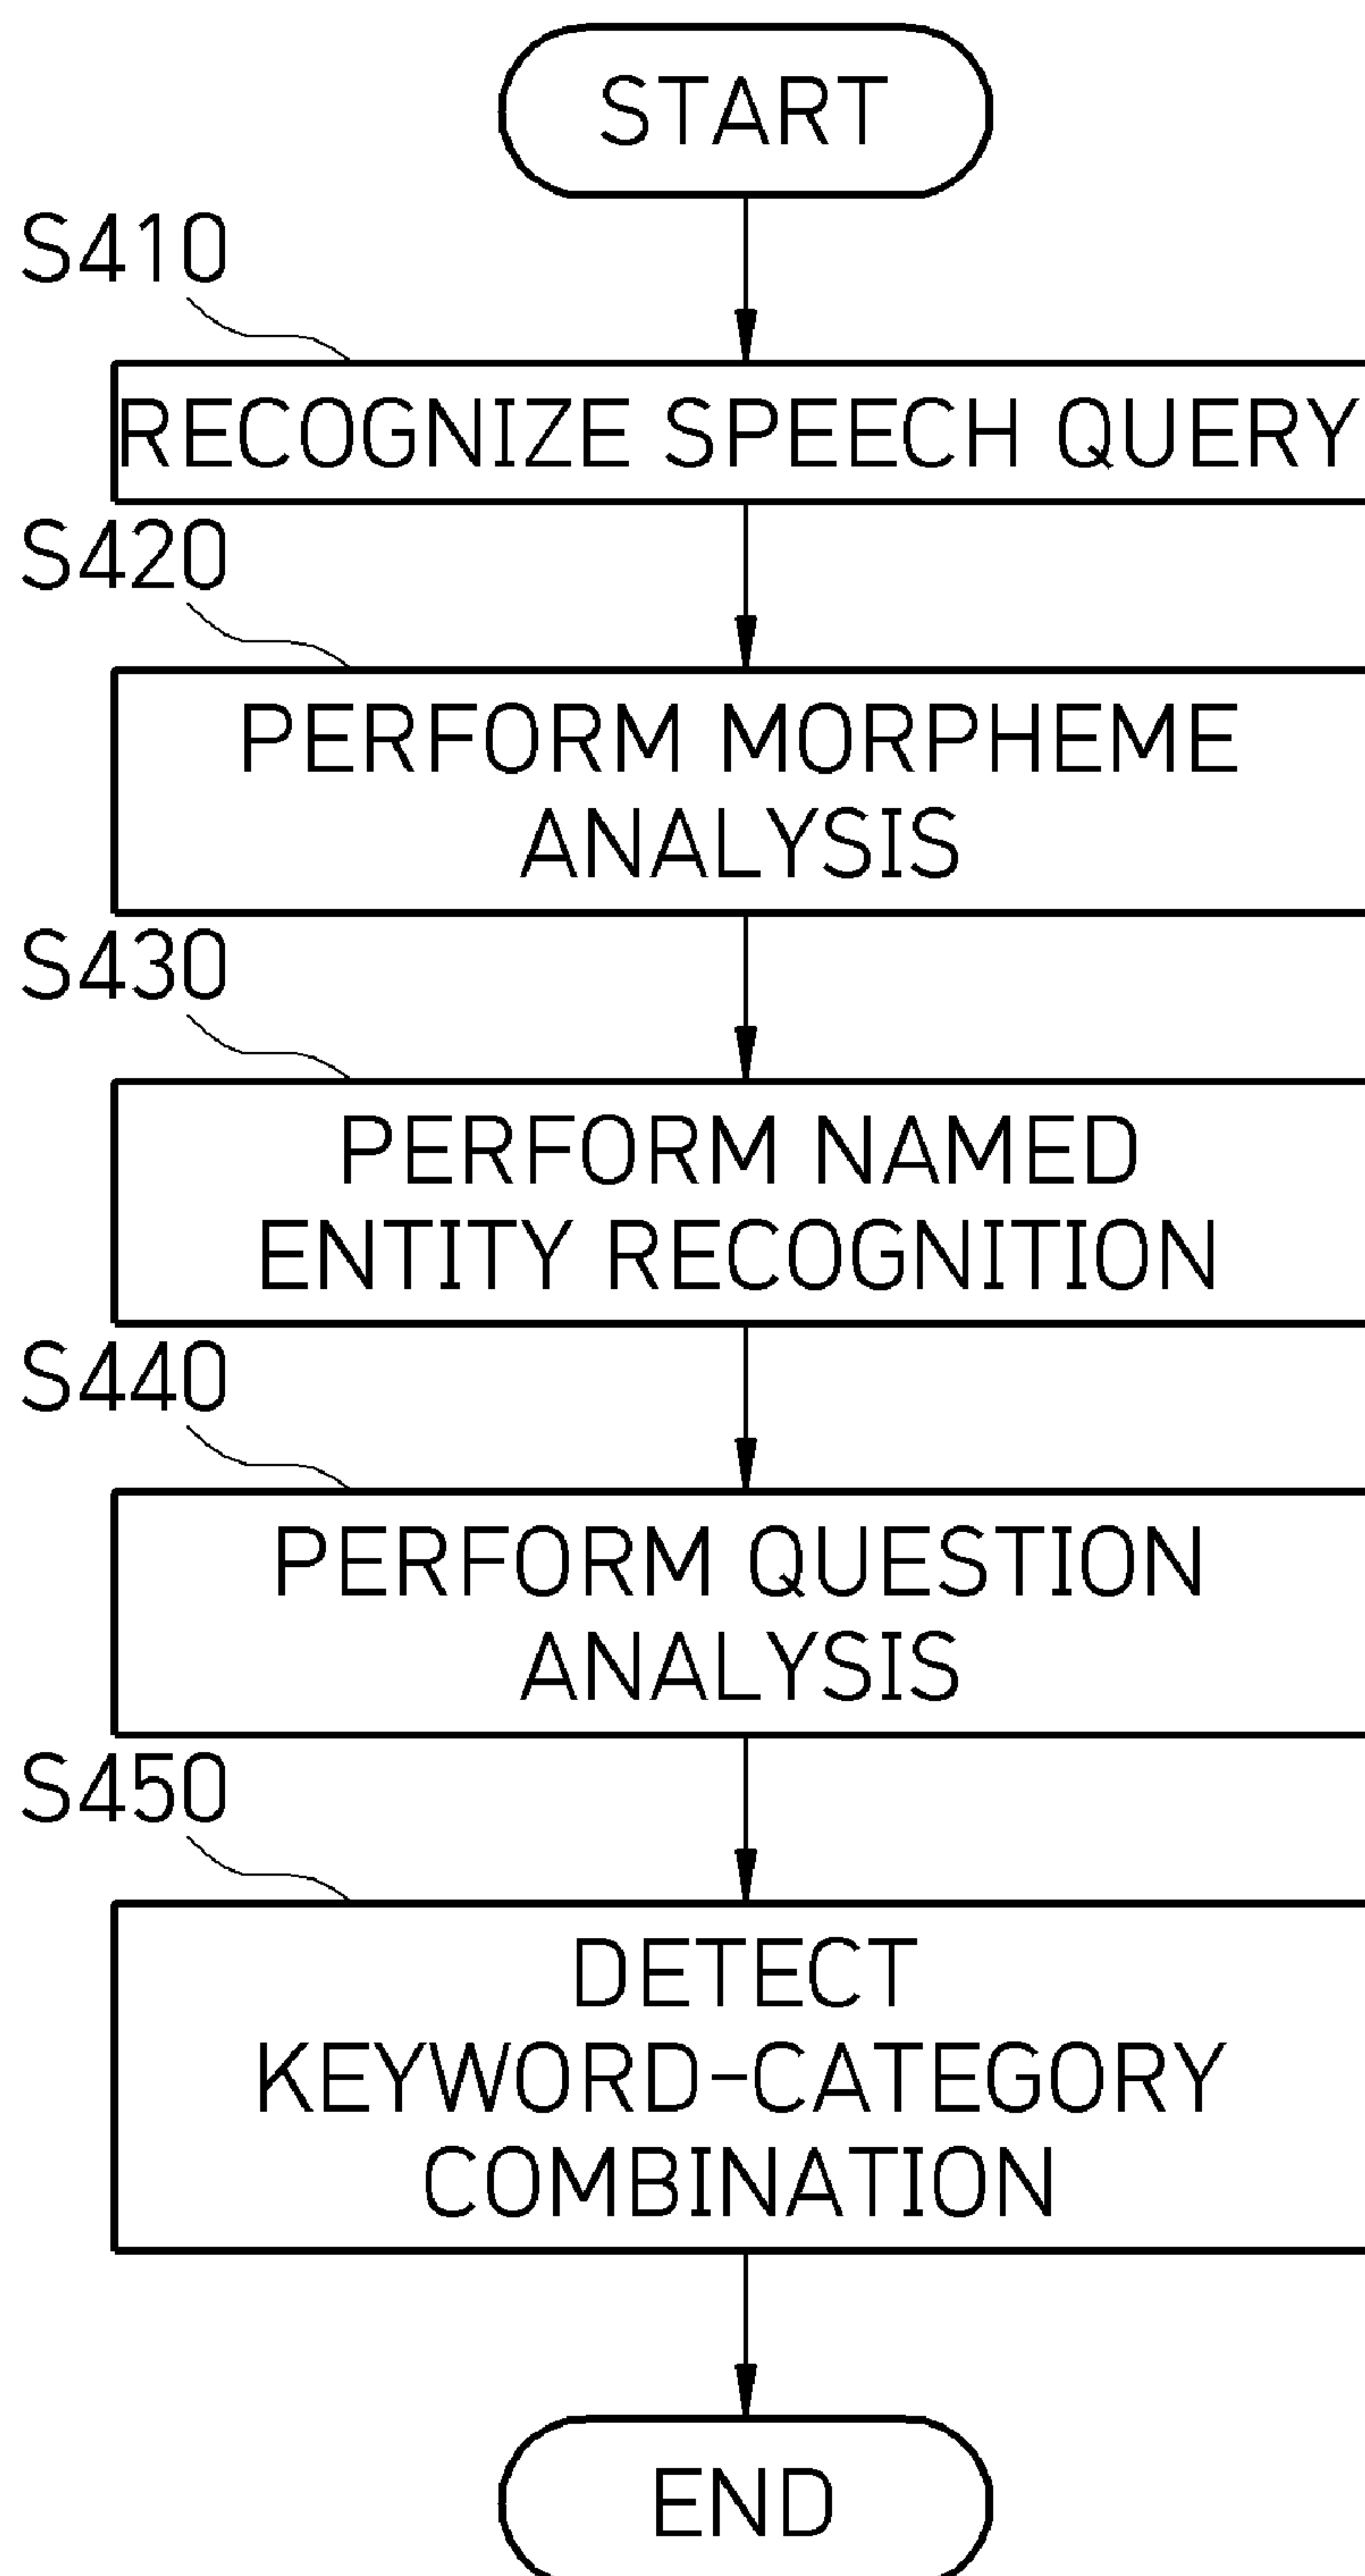 START
S410
RECOGNIZE SPEECH QUERY
S420
PERFORM MORPHEME
ANALYSIS
S430
PERFORM NAMED
ENTITY RECOGNITION
S440
PERFORM QUESTION
ANALYSIS
S450
DETECT
KEYWORD-CATEGORY
COMBINATION
END